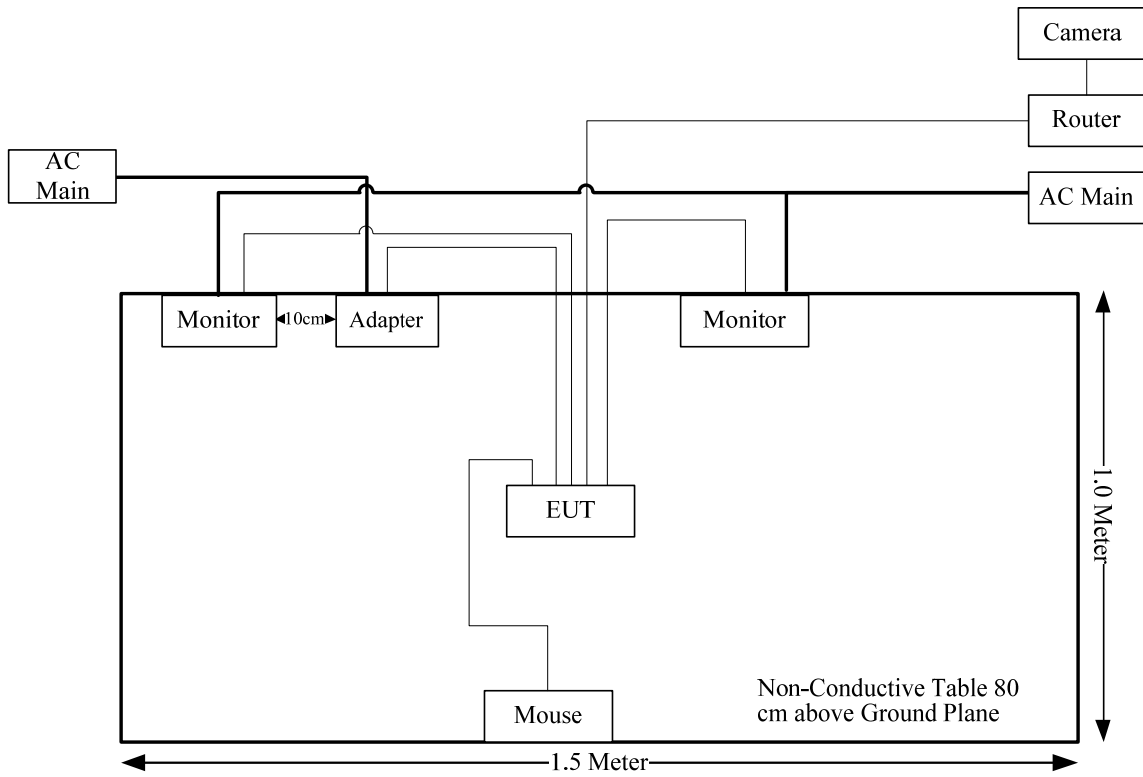 Camera
Router
AC
Main
AC Main
Monitor
10cm
Adapter
Monitor
EUT
1.0 Meter
Mouse
Non-Conductive Table 80
cm above Ground Plane
1.5 Meter